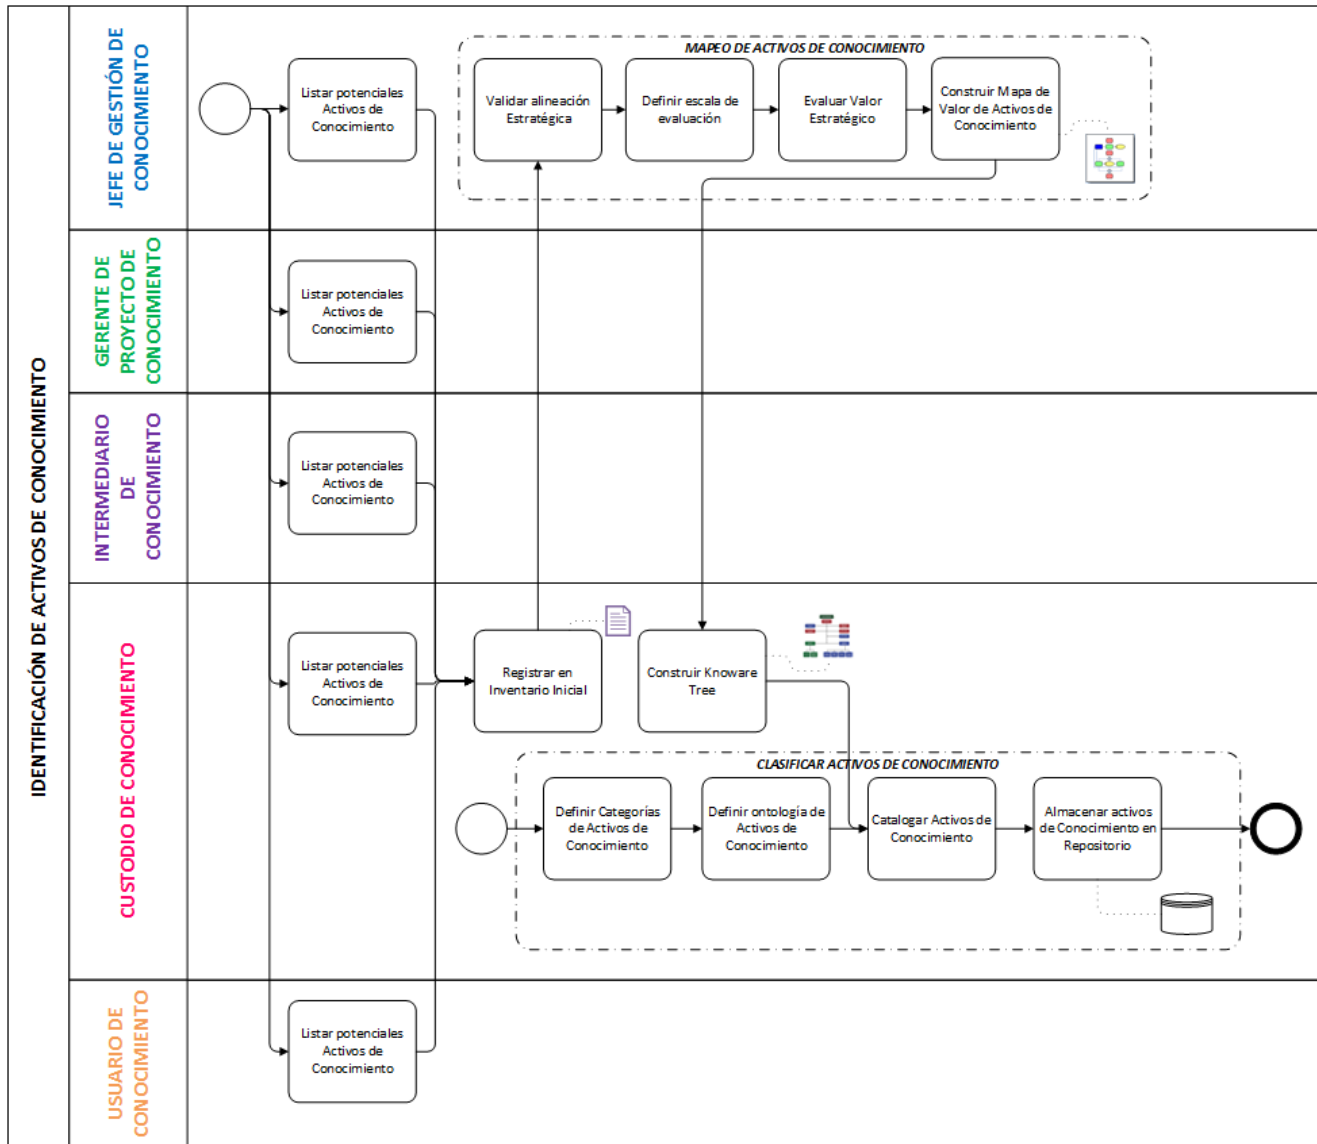 IDENTIFICACIÓN DE ACTIVOS DE CONOCIMIENTO
JEFE DE GESTIÓN DE
CONOCIMIENTO
Listar potenciales
Activos de
Conocimiento
MAPEO DE ACTIVOS DE CONOCIMIENTO
Validar alineación
Estratégica
Definir escala de
evaluación
Evaluar Valor
Estratégico
Construir Mapa de
Valor de Activos de
Conocimiento
GERENTE DE
PROYECTO DE
CONOCIMIENTO
Listar potenciales
Activos de
Conocimiento
INTERMEDIARIO
DE
CONOCIMIENTO
Listar potenciales
Activos de
Conocimiento
CUSTODIO DE CONOCIMIENTO
Listar potenciales
Activos de
Conocimiento
Registrar en
Inventario Inicial
Construir Knoware
Tree
CLASIFICAR ACTIVOS DE CONOCIMIENTO
Definir Categorías
de Activos de
Conocimiento
Definir ontología de
Activos de
Conocimiento
Catalogar Activos de
Conocimiento
Almacenar activos
de Conocimiento en
Repositorio
USUARIO DE
CONOCIMIENTO
Listar potenciales
Activos de
Conocimiento